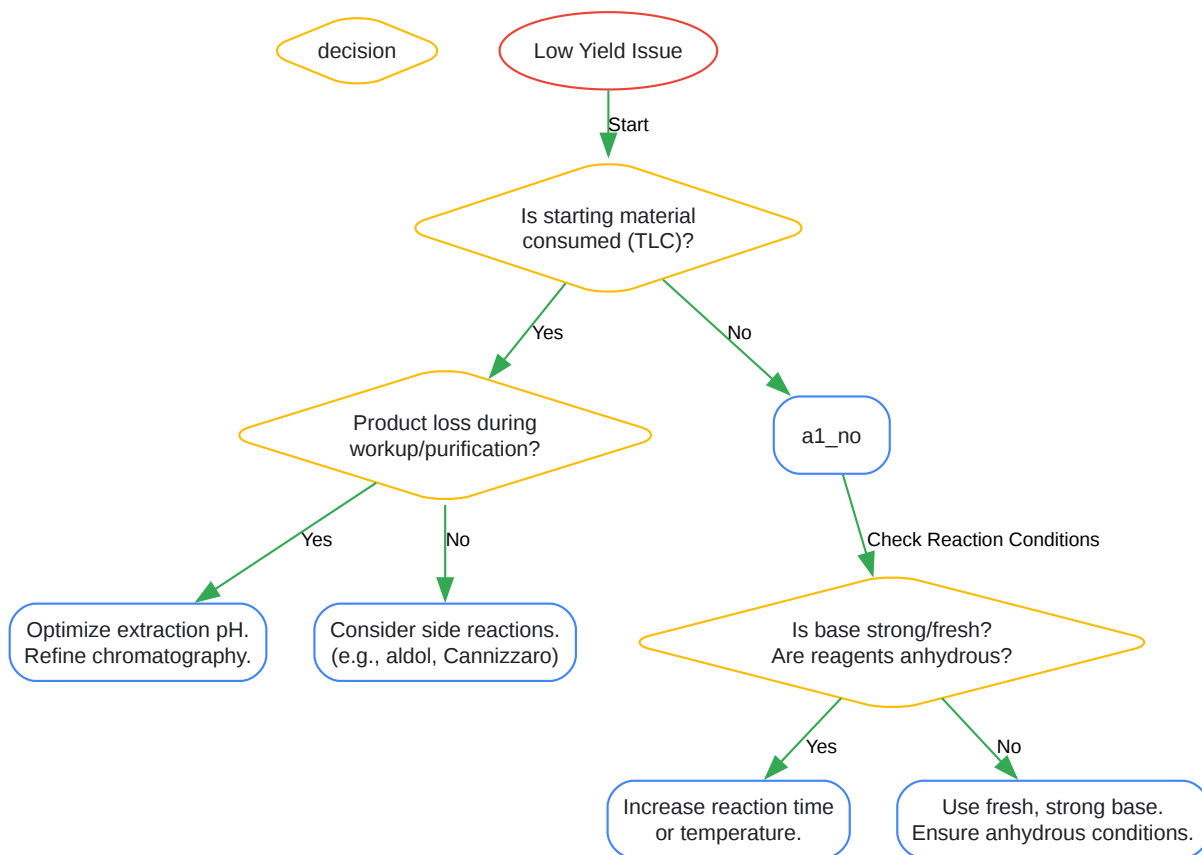 decision
Low Yield Issue
Start
Is starting material
consumed (TLC)?
Yes
No
Product loss during
workup/purification?
a1_no
Yes
No
Check Reaction Conditions
Optimize extraction pH.
Refine chromatography.
Consider side reactions.
(e.g., aldol, Cannizzaro)
Is base strong/fresh?
Are reagents anhydrous?
Yes
No
Increase reaction time
or temperature.
Use fresh, strong base.
Ensure anhydrous conditions.